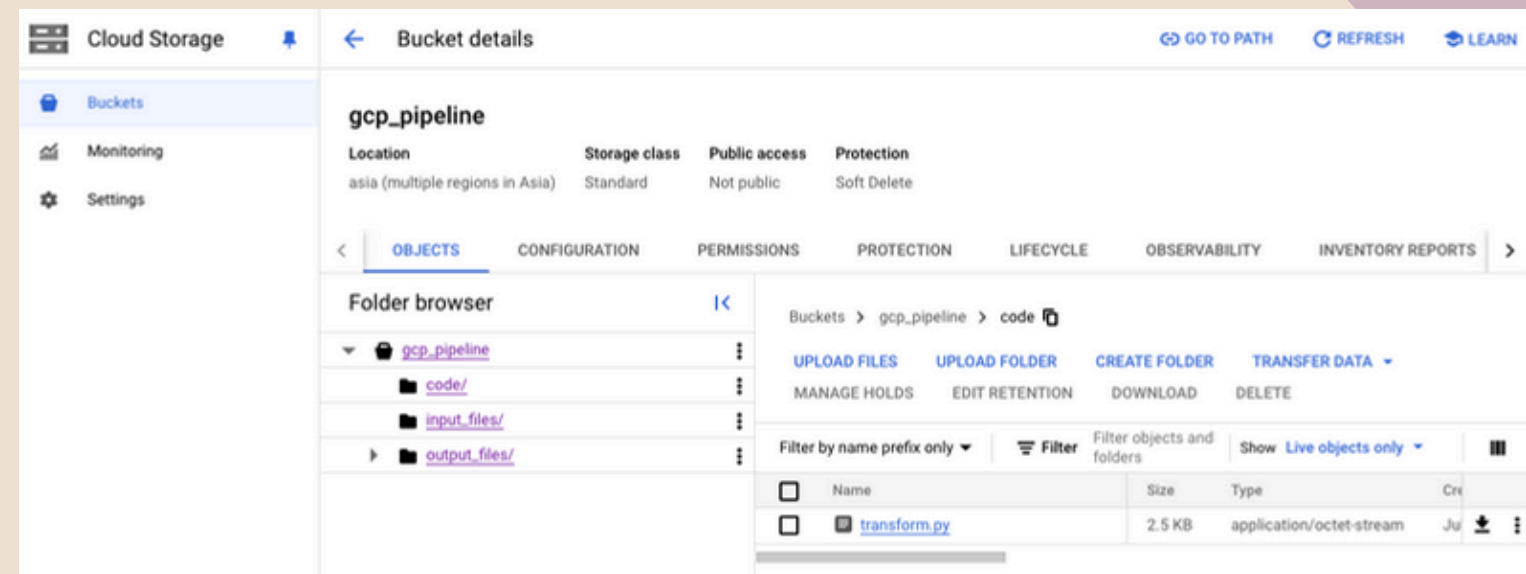 Cloud Storage
Buckets
Monitoring
Settings
Bucket details
GO TO PATH
REFRESH
LEARN
gcp_pipeline
Location Storage class Public access Protection
asia (multiple regions in Asia) Standard Not public Soft Delete
OBJECTS CONFIGURATION PERMISSIONS PROTECTION LIFECYCLE OBSERVABILITY INVENTORY REPORTS
Folder browser
gcp_pipeline
code/
input_files/
output_files/
Buckets > gcp_pipeline > code
UPLOAD FILES UPLOAD FOLDER CREATE FOLDER TRANSFER DATA
MANAGE HOLDS EDIT RETENTION DOWNLOAD DELETE
Filter by name prefix only Filter Filter objects and folders Show Live objects only
Name Size Type Cre
transform.py 2.5 KB application/octet-stream Ju